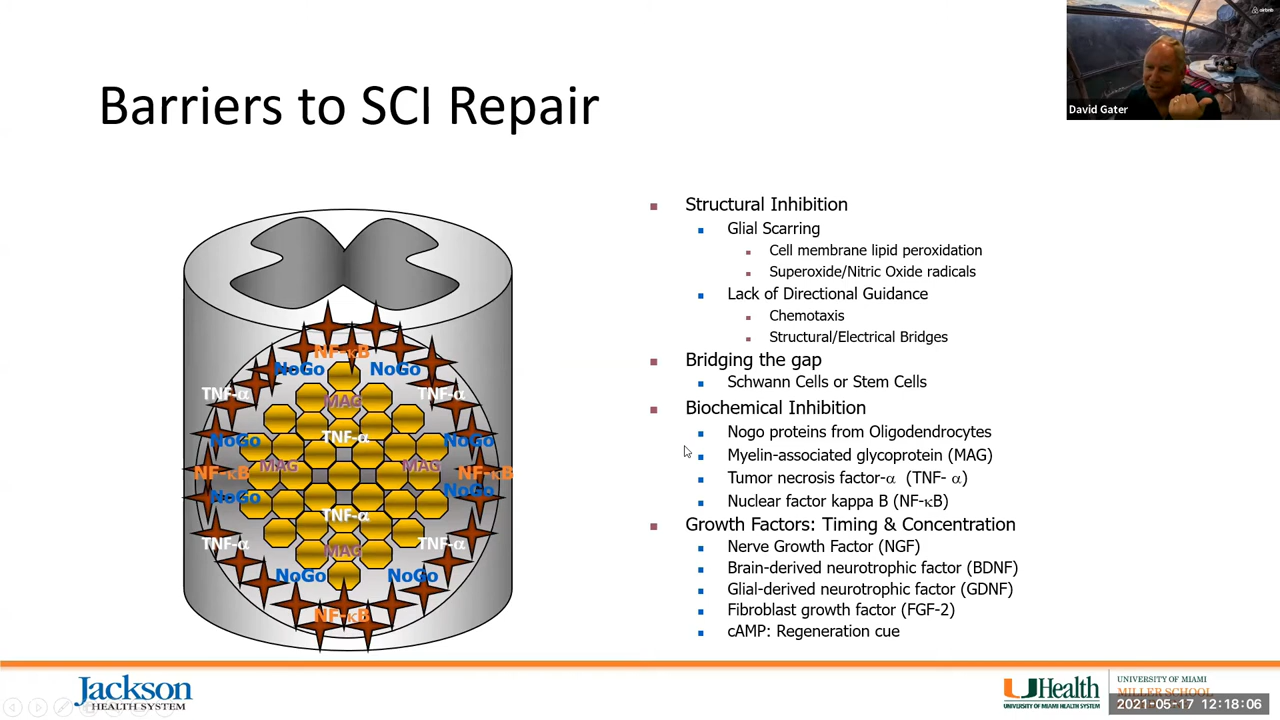 Barriers to SCI Repair
airbnb
David Gater
Structural Inhibition
Glial Scarring
Cell membrane lipid peroxidation
Superoxide/Nitric Oxide radicals
Lack of Directional Guidance
Chemotaxis
Structural/Electrical Bridges
Bridging the gap
Schwann Cells or Stem Cells
Biochemical Inhibition
Nogo proteins from Oligodendrocytes
Myelin-associated glycoprotein (MAG)
Tumor necrosis factor-α (TNF- α)
Nuclear factor kappa B (NF-κB)
Growth Factors: Timing & Concentration
Nerve Growth Factor (NGF)
Brain-derived neurotrophic factor (BDNF)
Glial-derived neurotrophic factor (GDNF)
Fibroblast growth factor (FGF-2)
cAMP: Regeneration cue
NF-κB
NoGo NoGo
TNF-α TNF-α
MAG
NoGo TNF-α NoGo
NF-κB MAG MAG NF-κB
NoGo NoGo
TNF-α
TNF-α MAG TNF-α
NoGo NoGo
NF-κB
Jackson
HEALTH SYSTEM
UHealth
UNIVERSITY OF MIAMI HEALTH SYSTEM
UNIVERSITY OF MIAMI
MILLER SCHOOL
2021-05-17 12:18:06